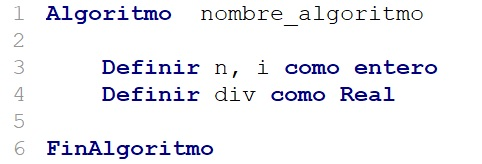 1 Algoritmo nombre_algoritmo
2
3 Definir n, i como entero
4 Definir div como Real
5
6 FinAlgoritmo